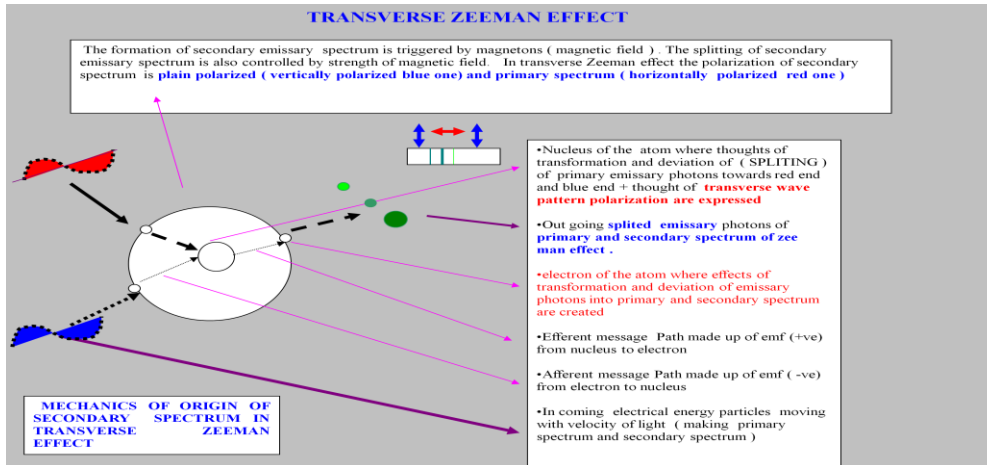 TRANSVERSE ZEEMAN EFFECT
The formation of secondary emissary spectrum is triggered by magnetons ( magnetic field ) . The splitting of secondary
emissary spectrum is also controlled by strength of magnetic field. In transverse Zeeman effect the polarization of secondary
spectrum is plain polarized ( vertically polarized blue one) and primary spectrum ( horizontally polarized red one )
•Nucleus of the atom where thoughts of
transformation and deviation of ( SPLITING )
of primary emissary photons towards red end
and blue end + thought of transverse wave
pattern polarization are expressed
•Out going splited emissary photons of
primary and secondary spectrum of zee
man effect .
•electron of the atom where effects of
transformation and deviation of emissary
photons into primary and secondary spectrum
are created
•Efferent message Path made up of emf (+ve)
from nucleus to electron
•Afferent message Path made up of emf ( -ve)
from electron to nucleus
•In coming electrical energy particles moving
with velocity of light ( making primary
spectrum and secondary spectrum )
MECHANICS OF ORIGIN OF
SECONDARY SPECTRUM IN
TRANSVERSE ZEEMAN
EFFECT